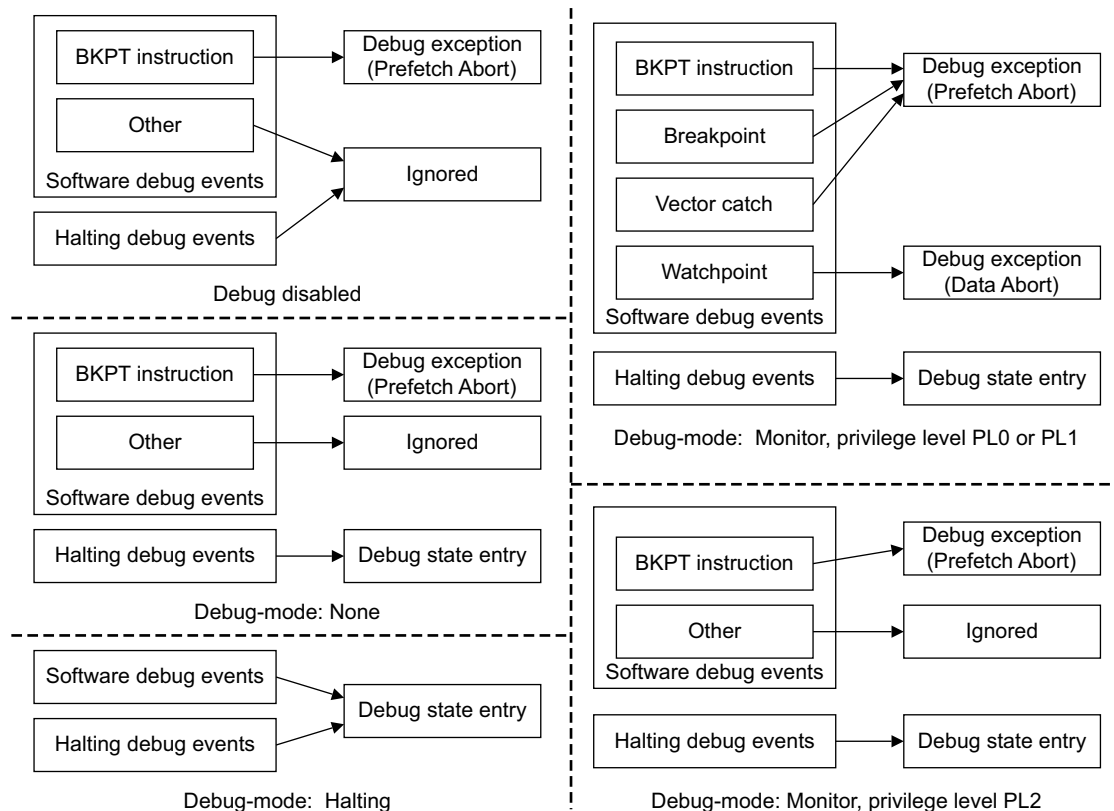 BKPT instruction
Debug exception
(Prefetch Abort)
Other
Ignored
Software debug events
Halting debug events
Debug disabled
BKPT instruction
Debug exception
(Prefetch Abort)
Other
Ignored
Software debug events
Halting debug events
Debug state entry
Debug-mode: None
Software debug events
Debug state entry
Halting debug events
Debug-mode: Halting
BKPT instruction
Debug exception
(Prefetch Abort)
Breakpoint
Vector catch
Watchpoint
Debug exception
(Data Abort)
Software debug events
Halting debug events
Debug state entry
Debug-mode: Monitor, privilege level PL0 or PL1
BKPT instruction
Debug exception
(Prefetch Abort)
Other
Ignored
Software debug events
Halting debug events
Debug state entry
Debug-mode: Monitor, privilege level PL2